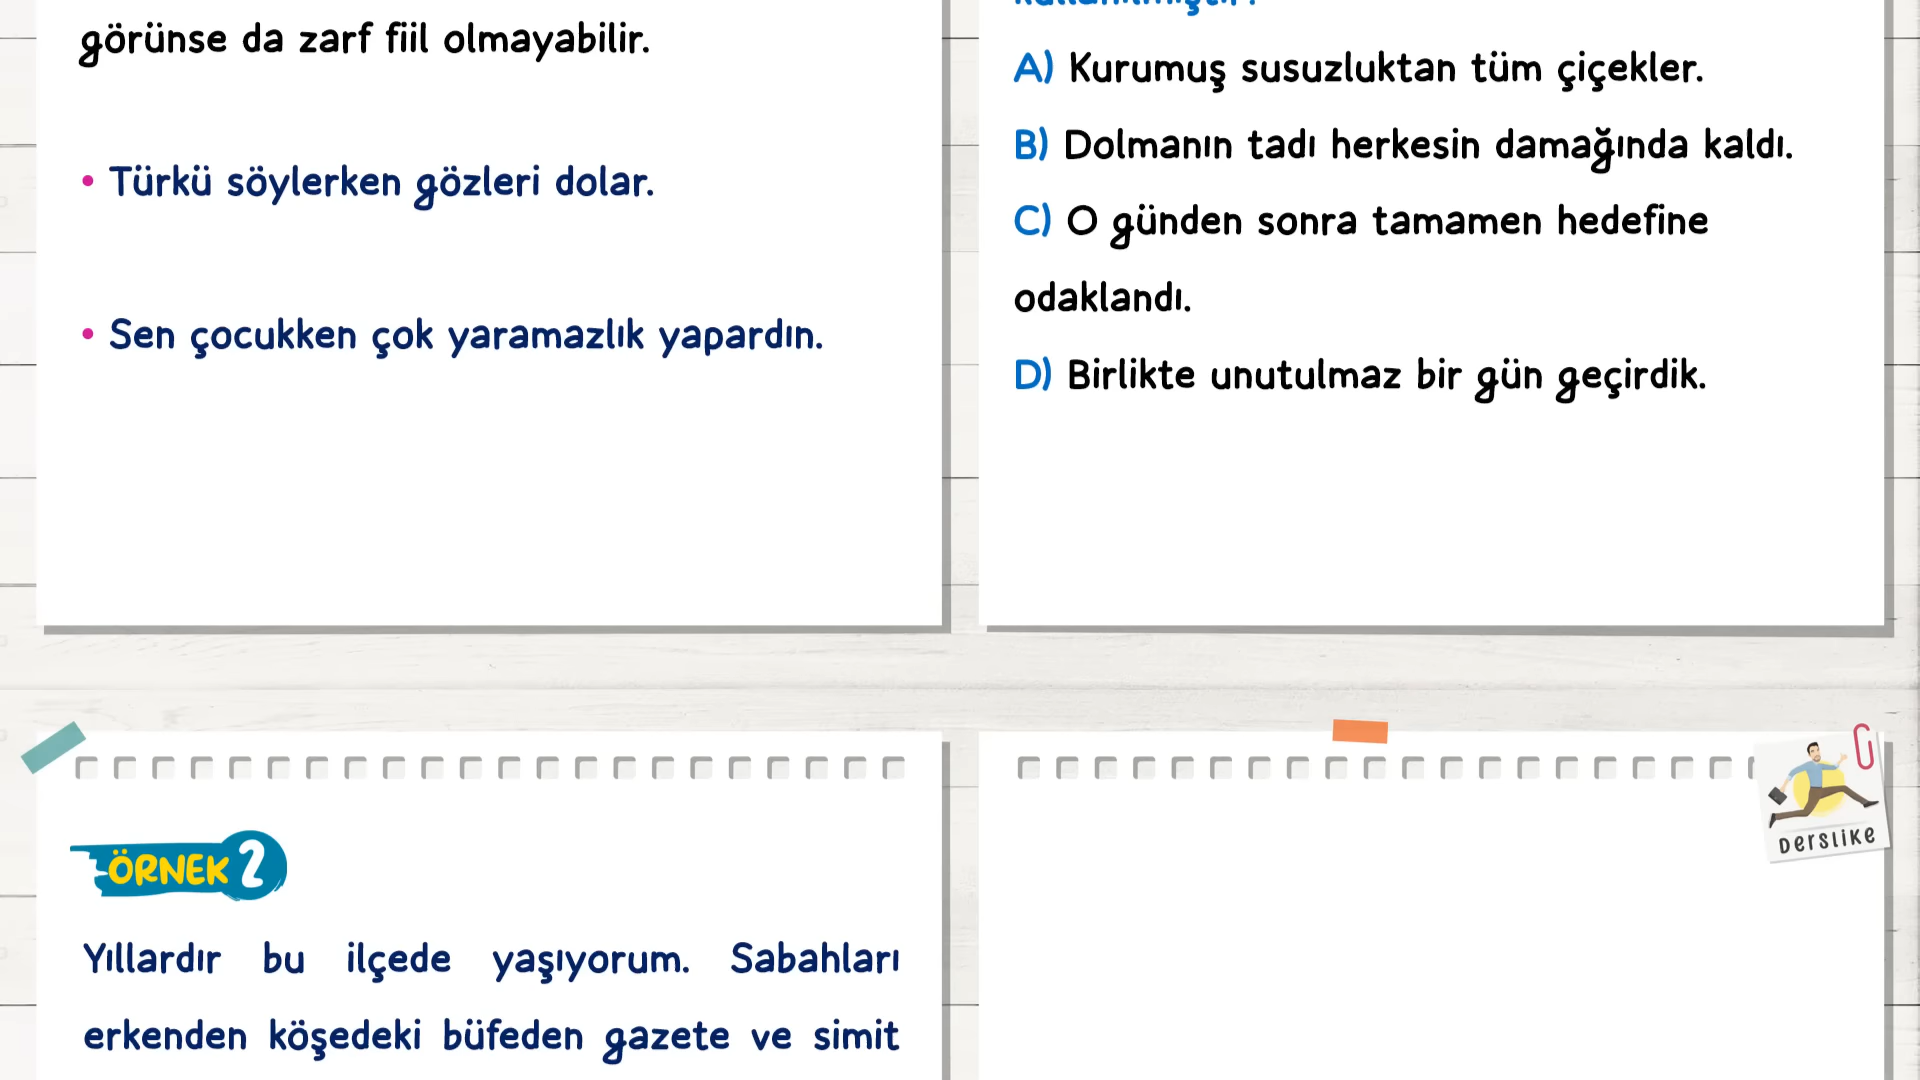 görünse da zarf fiil olmayabilir.
• Türkü söylerken gözleri dolar.
• Sen çocukken çok yaramazlık yapardın.
A) Kurumuş susuzluktan tüm çiçekler.
B) Dolmanın tadı herkesin damağında kaldı.
C) O günden sonra tamamen hedefine
odaklandı.
D) Birlikte unutulmaz bir gün geçirdik.
ÖRNEK 2
Yıllardır bu ilçede yaşıyorum. Sabahları
erkenden köşedeki büfeden gazete ve simit
Derslike